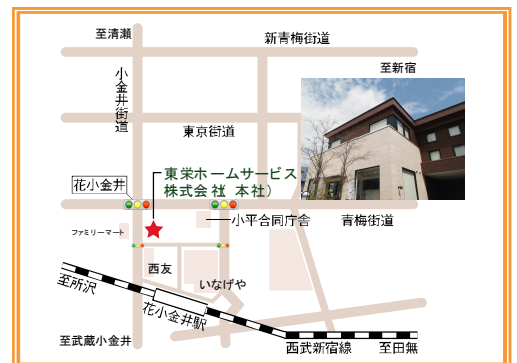 至清瀬
新青梅街道
至新宿
小金井街道
東京街道
東栄ホームサービス
株式会社(本社)
花小金井
小平合同庁舎
青梅街道
ファミリーマート
西友
いなげや
至所沢
花小金井駅
至武蔵小金井
西武新宿線
至田無